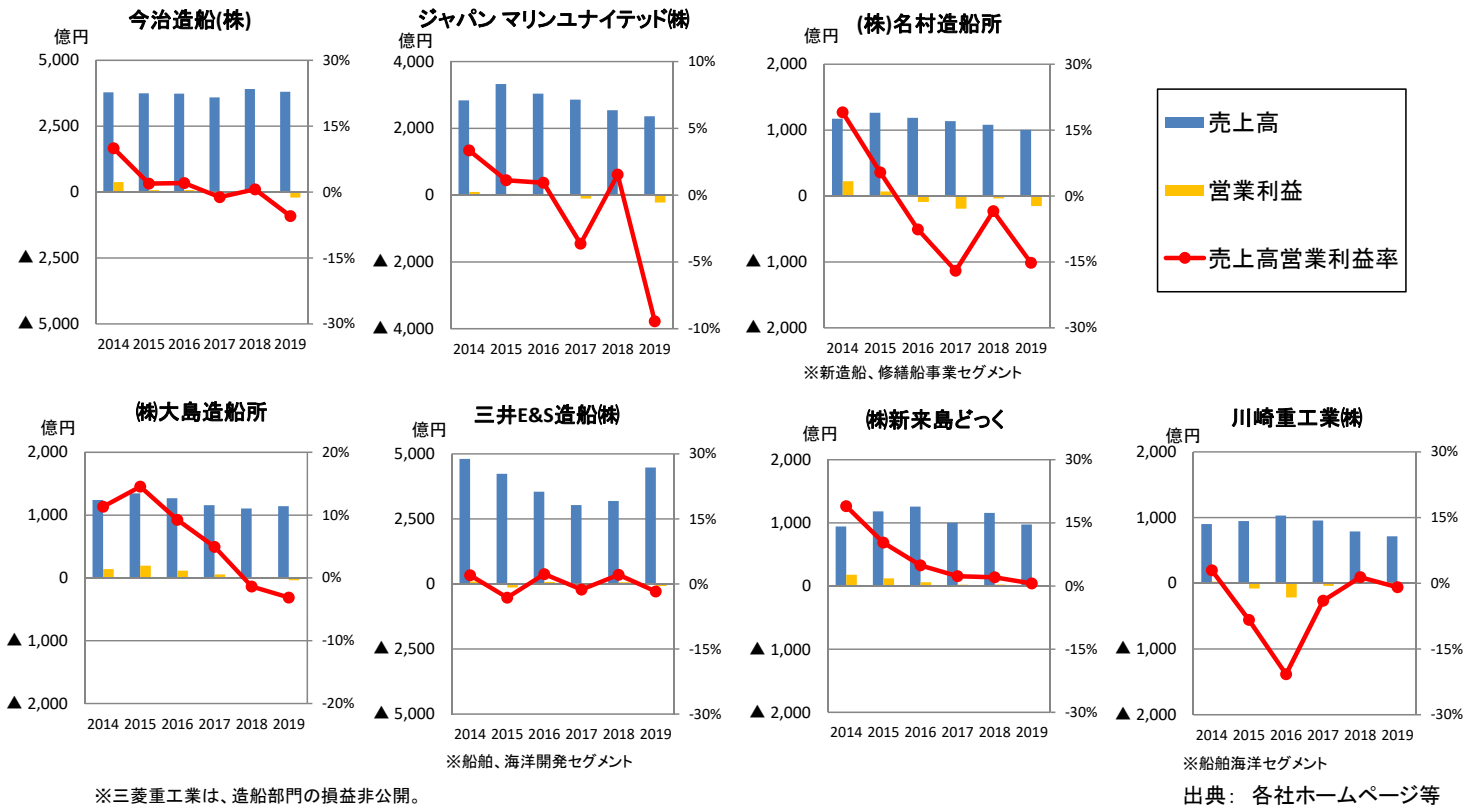 今治造船(株)
億円
5,000
2,500
0
▲ 2,500
▲ 5,000
30%
15%
0%
-15%
-30%
2014 2015 2016 2017 2018 2019
ジャパン マリンユナイテッド㈱
億円
4,000
2,000
0
▲ 2,000
▲ 4,000
10%
5%
0%
-5%
-10%
2014 2015 2016 2017 2018 2019
(株)名村造船所
億円
2,000
1,000
0
▲ 1,000
▲ 2,000
30%
15%
0%
-15%
-30%
2014 2015 2016 2017 2018 2019
※新造船、修繕船事業セグメント
売上高
営業利益
売上高営業利益率
㈱大島造船所
億円
2,000
1,000
0
▲ 1,000
▲ 2,000
20%
10%
0%
-10%
-20%
2014 2015 2016 2017 2018 2019
三井E&S造船㈱
億円
5,000
2,500
0
▲ 2,500
▲ 5,000
30%
15%
0%
-15%
-30%
2014 2015 2016 2017 2018 2019
※船舶、海洋開発セグメント
㈱新来島どっく
億円
2,000
1,000
0
▲ 1,000
▲ 2,000
30%
15%
0%
-15%
-30%
2014 2015 2016 2017 2018 2019
川崎重工業㈱
億円
2,000
1,000
0
▲ 1,000
▲ 2,000
30%
15%
0%
-15%
-30%
2014 2015 2016 2017 2018 2019
※船舶海洋セグメント
※三菱重工業は、造船部門の損益非公開。
出典： 各社ホームページ等